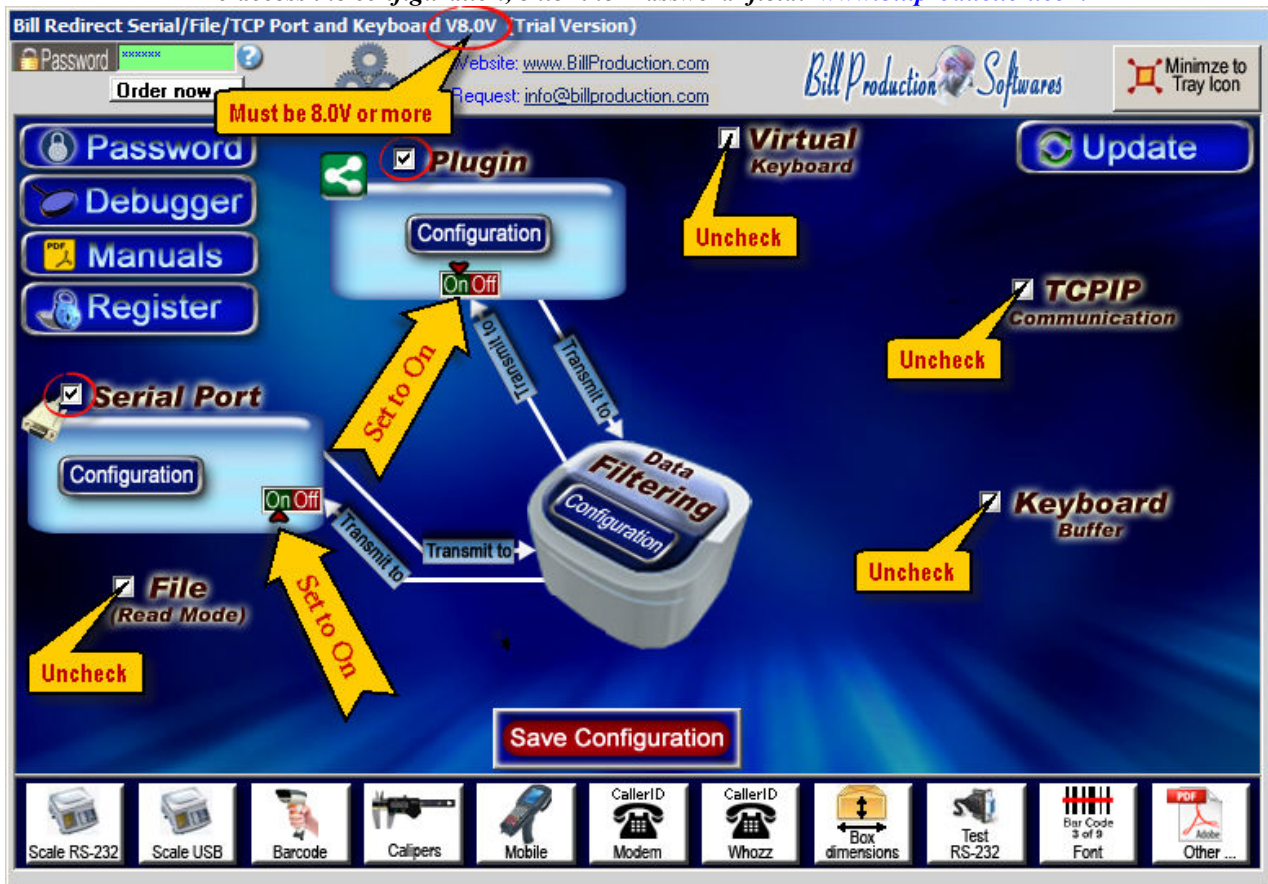 Bill Redirect Serial/File/TCP Port and Keyboard V8.0V (Trial Version)
Password ******
Order now
Website: www.BillProduction.com
Request: info@billproduction.com
Bill Production Softwares
Minimze to
Tray Icon
Must be 8.0V or more
Password
Debugger
Manuals
Register
Plugin
Configuration
On Off
Virtual
Keyboard
Uncheck
Update
TCPIP
Communication
Uncheck
Set to On
Transmit to
Transmit to
Serial Port
Configuration
On Off
Transmit to
Transmit to
Data
Filtering
Configuration
Keyboard
Buffer
Uncheck
File
(Read Mode)
Uncheck
Set to On
Save Configuration
Scale RS-232
Scale USB
Barcode
Calipers
Mobile
CallerID
Modem
CallerID
Whozz
Box
dimensions
Test
RS-232
Bar Code
3 of 9
Font
PDF
Adobe
Other ...